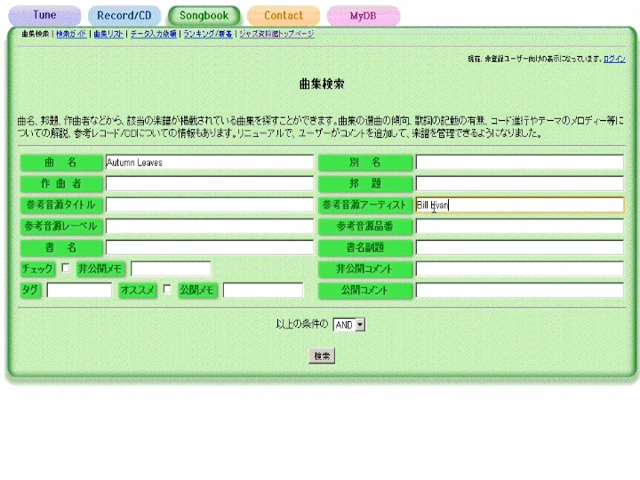 Tune Record/CD Songbook Contact MyDB
曲集検索 | 検索ガイド | 曲集リスト | データ入力依頼 | ランキング/新着 | ジャズ資料館トップページ
現在、未登録ユーザー向けの表示になっています。ログイン
曲集検索
曲名、邦題、作曲者などから、該当の楽譜が掲載されている曲集を探すことができます。曲集の選曲の傾向、歌詞の記載の有無、コード進行やテーマのメロディー等に
ついての解説、参考レコード/CDについての情報もあります。リニューアルで、ユーザーがコメントを追加して、楽譜を管理できるようになりました。
曲 名 Autumn Leaves 別 名
作 曲 者 邦 題
参考音源タイトル 参考音源アーティスト Bill Evan
参考音源レーベル 参考音源品番
書 名 書名副題
チェック 非公開メモ 非公開コメント
タグ オススメ 公開メモ 公開コメント
以上の条件の AND
検索